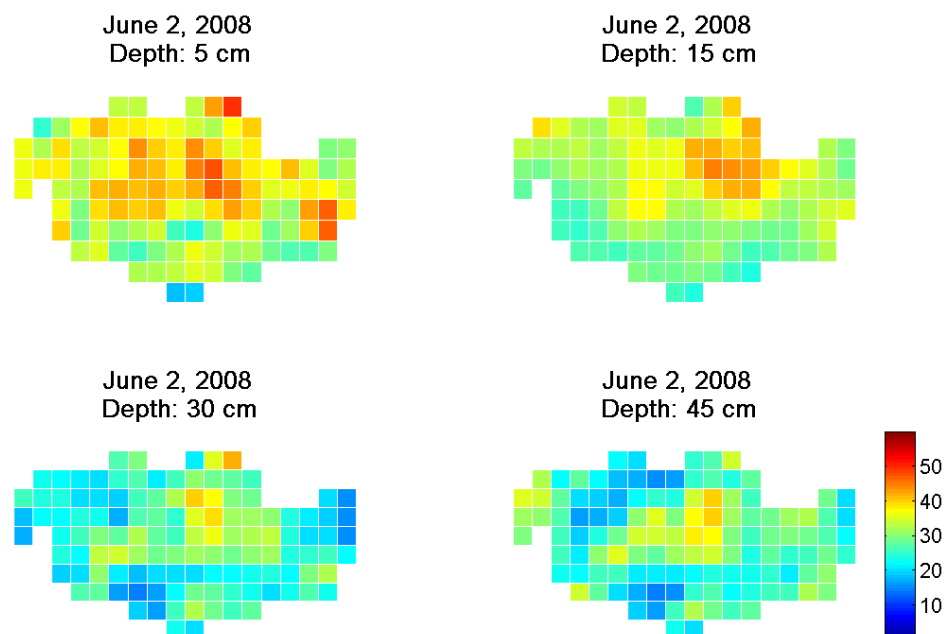 June 2, 2008
Depth: 5 cm
June 2, 2008
Depth: 15 cm
June 2, 2008
Depth: 30 cm
June 2, 2008
Depth: 45 cm
50
40
30
20
10